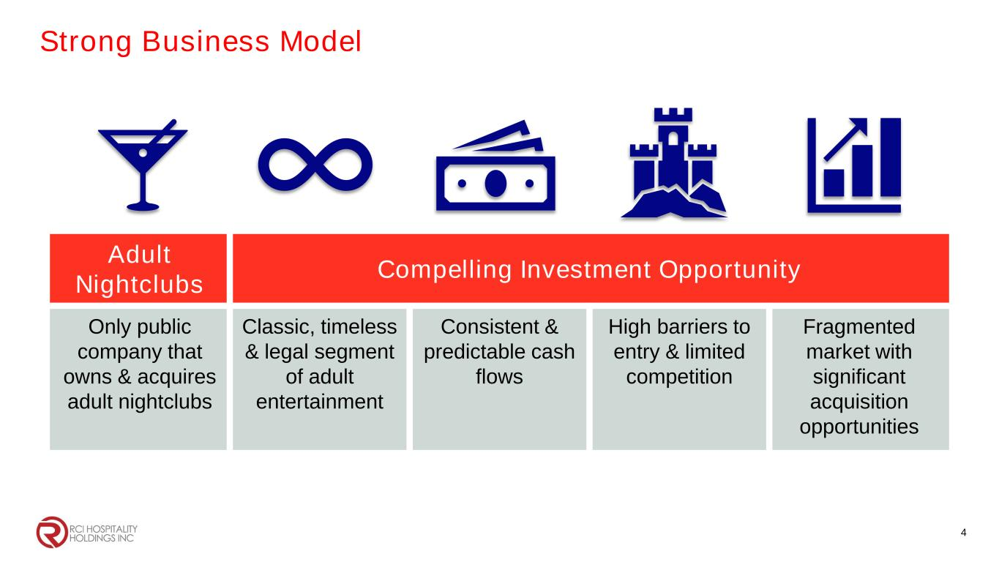 Strong Business Model
Adult
Nightclubs
Compelling Investment Opportunity
Only public
company that
owns & acquires
adult nightclubs
Classic, timeless
& legal segment
of adult
entertainment
Consistent &
predictable cash
flows
High barriers to
entry & limited
competition
Fragmented
market with
significant
acquisition
opportunities
R
RCI HOSPITALITY
HOLDINGS INC
4